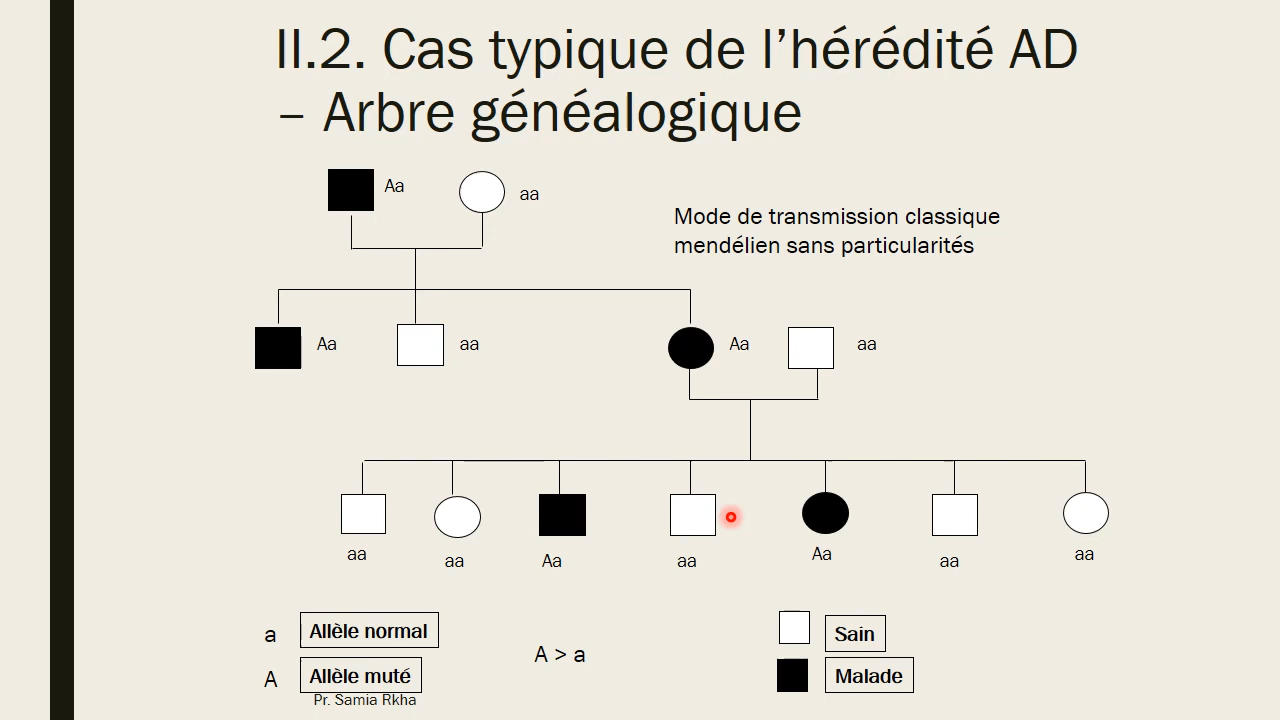 II.2. Cas typique de l’hérédité AD
– Arbre généalogique
Aa
aa
Mode de transmission classique
mendélien sans particularités
Aa
aa
Aa
aa
aa
aa
Aa
aa
Aa
aa
aa
a Allèle normal
A > a
Sain
A Allèle muté
Malade
Pr. Samia Rkha